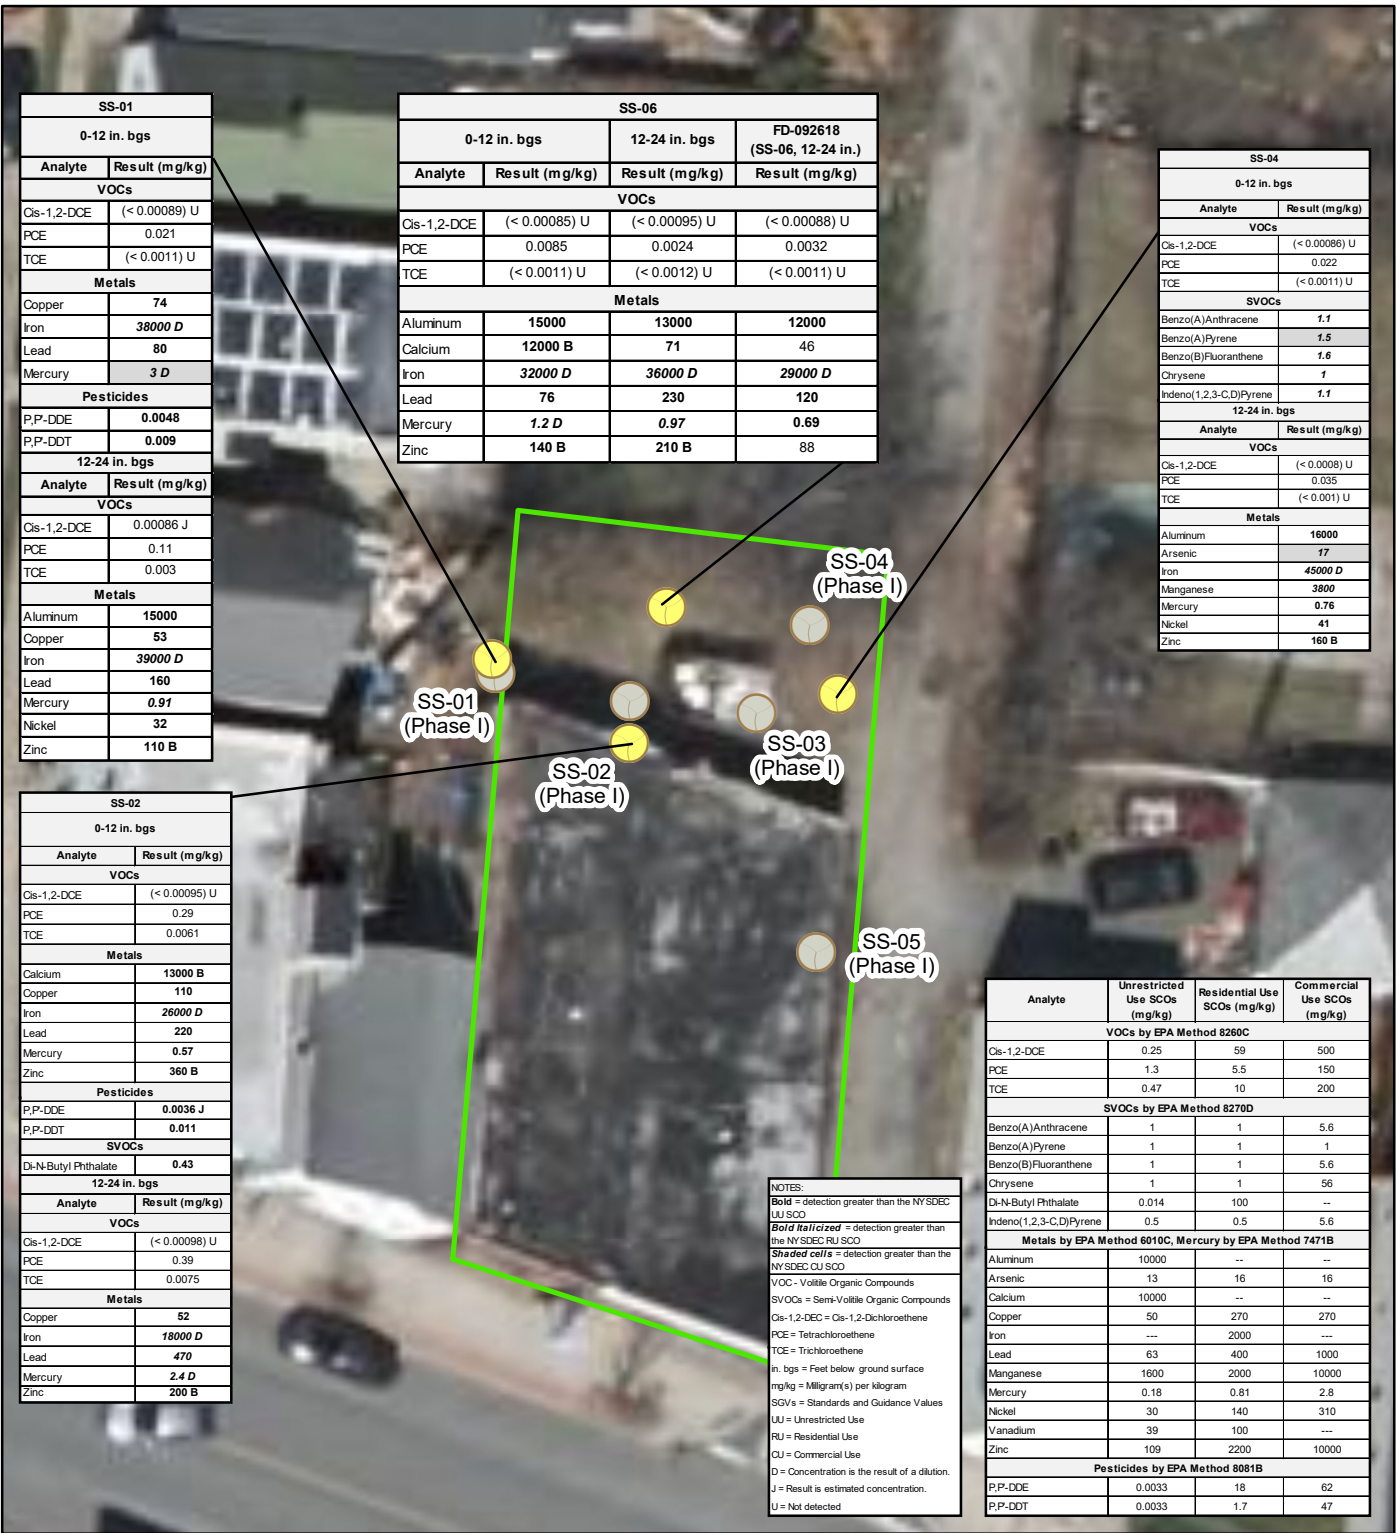 SS-01
0-12 in. bgs
Analyte Result (mg/kg)
VOCs
Cis-1,2-DCE (< 0.00089) U
PCE 0.021
TCE (< 0.0011) U
Metals
Copper 74
Iron 38000 D
Lead 80
Mercury 3 D
Pesticides
P,P'-DDE 0.0048
P,P'-DDT 0.009
12-24 in. bgs
Analyte Result (mg/kg)
VOCs
Cis-1,2-DCE 0.00086 J
PCE 0.11
TCE 0.003
Metals
Aluminum 15000
Copper 53
Iron 39000 D
Lead 160
Mercury 0.91
Nickel 32
Zinc 110 B
SS-06
0-12 in. bgs 12-24 in. bgs FD-092618
(SS-06, 12-24 in.)
Analyte Result (mg/kg) Result (mg/kg) Result (mg/kg)
VOCs
Cis-1,2-DCE (< 0.00085) U (< 0.00095) U (< 0.00088) U
PCE 0.0085 0.0024 0.0032
TCE (< 0.0011) U (< 0.0012) U (< 0.0011) U
Metals
Aluminum 15000 13000 12000
Calcium 12000 B 71 46
Iron 32000 D 36000 D 29000 D
Lead 76 230 120
Mercury 1.2 D 0.97 0.69
Zinc 140 B 210 B 88
SS-04
0-12 in. bgs
Analyte Result (mg/kg)
VOCs
Cis-1,2-DCE (< 0.00086) U
PCE 0.022
TCE (< 0.0011) U
SVOCs
Benzo(A)Anthracene 1.1
Benzo(A)Pyrene 1.5
Benzo(B)Fluoranthene 1.6
Chrysene 1
Indeno(1,2,3-C,D)Pyrene 1.1
12-24 in. bgs
Analyte Result (mg/kg)
VOCs
Cis-1,2-DCE (< 0.0008) U
PCE 0.035
TCE (< 0.001) U
Metals
Aluminum 16000
Arsenic 17
Iron 45000 D
Manganese 3800
Mercury 0.76
Nickel 41
Zinc 160 B
SS-04
(Phase I)
SS-01
(Phase I)
SS-03
(Phase I)
SS-02
(Phase I)
SS-05
(Phase I)
SS-02
0-12 in. bgs
Analyte Result (mg/kg)
VOCs
Cis-1,2-DCE (< 0.00095) U
PCE 0.29
TCE 0.0061
Metals
Calcium 13000 B
Copper 110
Iron 26000 D
Lead 220
Mercury 0.57
Zinc 360 B
Pesticides
P,P'-DDE 0.0036 J
P,P'-DDT 0.011
SVOCs
Di-N-Butyl Phthalate 0.43
12-24 in. bgs
Analyte Result (mg/kg)
VOCs
Cis-1,2-DCE (< 0.00098) U
PCE 0.39
TCE 0.0075
Metals
Copper 52
Iron 18000 D
Lead 470
Mercury 2.4 D
Zinc 200 B
NOTES:
Bold = detection greater than the NYSDEC
UU SCO
Bold Italicized = detection greater than
the NYSDEC RU SCO
Shaded cells = detection greater than the
NYSDEC CU SCO
VOC - Volitile Organic Compounds
SVOCs = Semi-Volitile Organic Compounds
Cis-1,2-DEC = Cis-1,2-Dichloroethene
PCE = Tetrachloroethene
TCE = Trichloroethene
in. bgs = Feet below ground surface
mg/kg = Milligram(s) per kilogram
SGVs = Standards and Guidance Values
UU = Unrestricted Use
RU = Residential Use
CU = Commercial Use
D = Concentration is the result of a dilution.
J = Result is estimated concentration.
U = Not detected
Analyte Unrestricted Use SCOs (mg/kg) Residential Use SCOs (mg/kg) Commercial Use SCOs (mg/kg)
VOCs by EPA Method 8260C
Cis-1,2-DCE 0.25 59 500
PCE 1.3 5.5 150
TCE 0.47 10 200
SVOCs by EPA Method 8270D
Benzo(A)Anthracene 1 1 5.6
Benzo(A)Pyrene 1 1 1
Benzo(B)Fluoranthene 1 1 5.6
Chrysene 1 1 56
Di-N-Butyl Phthalate 0.014 100 --
Indeno(1,2,3-C,D)Pyrene 0.5 0.5 5.6
Metals by EPA Method 6010C, Mercury by EPA Method 7471B
Aluminum 10000 -- --
Arsenic 13 16 16
Calcium 10000 -- --
Copper 50 270 270
Iron --- 2000 ---
Lead 63 400 1000
Manganese 1600 2000 10000
Mercury 0.18 0.81 2.8
Nickel 30 140 310
Vanadium 39 100 ---
Zinc 109 2200 10000
Pesticides by EPA Method 8081B
P,P'-DDE 0.0033 18 62
P,P'-DDT 0.0033 1.7 47